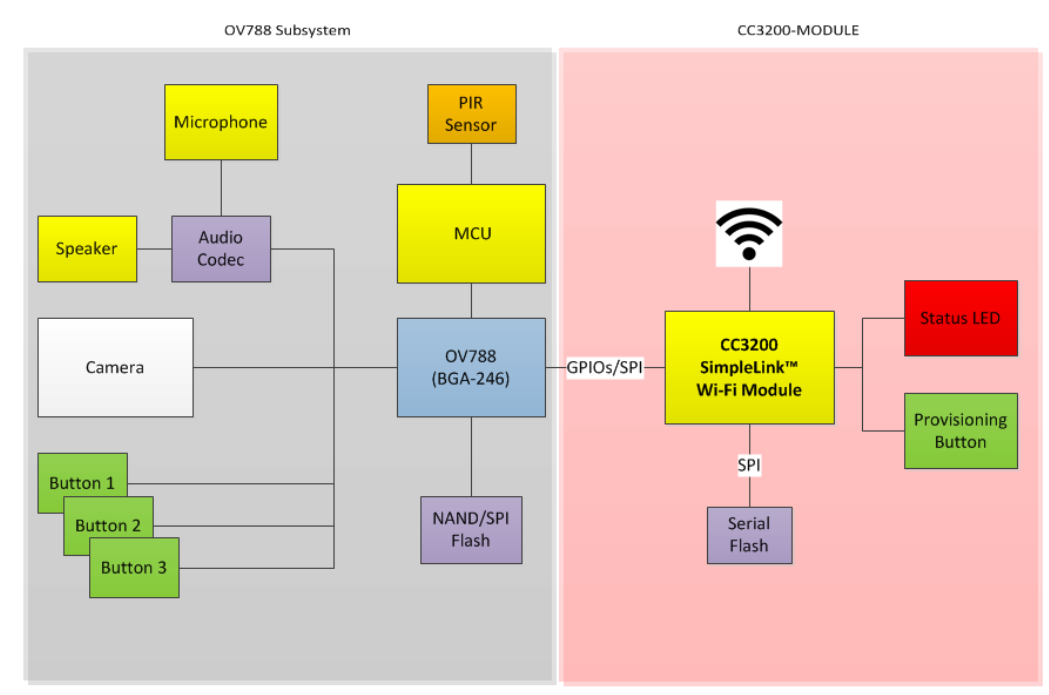 OV788 Subsystem
CC3200-MODULE
Microphone
PIR
Sensor
Speaker
Audio
Codec
MCU
Camera
OV788
(BGA-246)
GPIOs/SPI
CC3200
SimpleLink™
Wi-Fi Module
Status LED
Provisioning
Button
Button 1
Button 2
Button 3
NAND/SPI
Flash
SPI
Serial
Flash